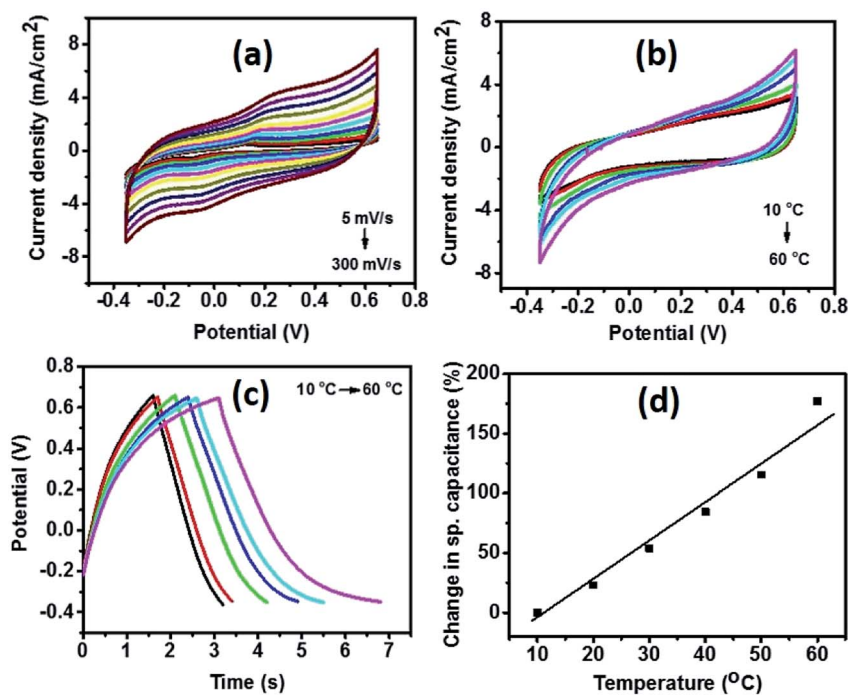 (a)
Current density (mA/cm²)
8
4
0
-4
-8
5 mV/s
300 mV/s
-0.4 -0.2 0.0 0.2 0.4 0.6 0.8
Potential (V)
(b)
Current density (mA/cm²)
8
4
0
-4
-8
10 °C
60 °C
-0.4 -0.2 0.0 0.2 0.4 0.6 0.8
Potential (V)
(c)
10 °C → 60 °C
Potential (V)
0.8
0.6
0.4
0.2
0.0
-0.2
-0.4
0 1 2 3 4 5 6 7
Time (s)
(d)
Change in sp. capacitance (%)
200
175
150
100
50
0
10 20 30 40 50 60
Temperature (°C)